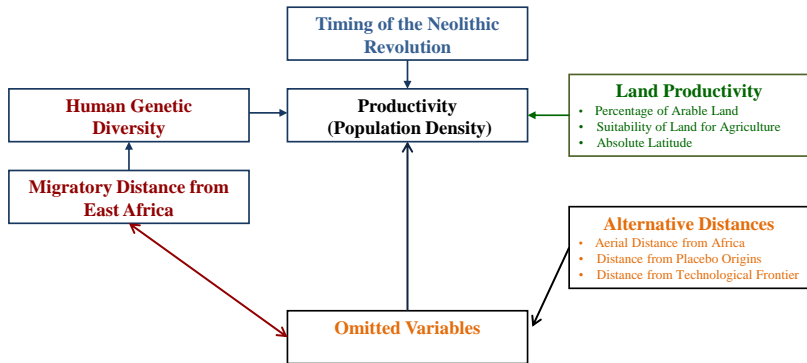 Timing of the Neolithic
Revolution
Human Genetic
Diversity
Productivity
(Population Density)
Land Productivity
• Percentage of Arable Land
• Suitability of Land for Agriculture
• Absolute Latitude
Migratory Distance from
East Africa
Alternative Distances
• Aerial Distance from Africa
• Distance from Placebo Origins
• Distance from Technological Frontier
Omitted Variables